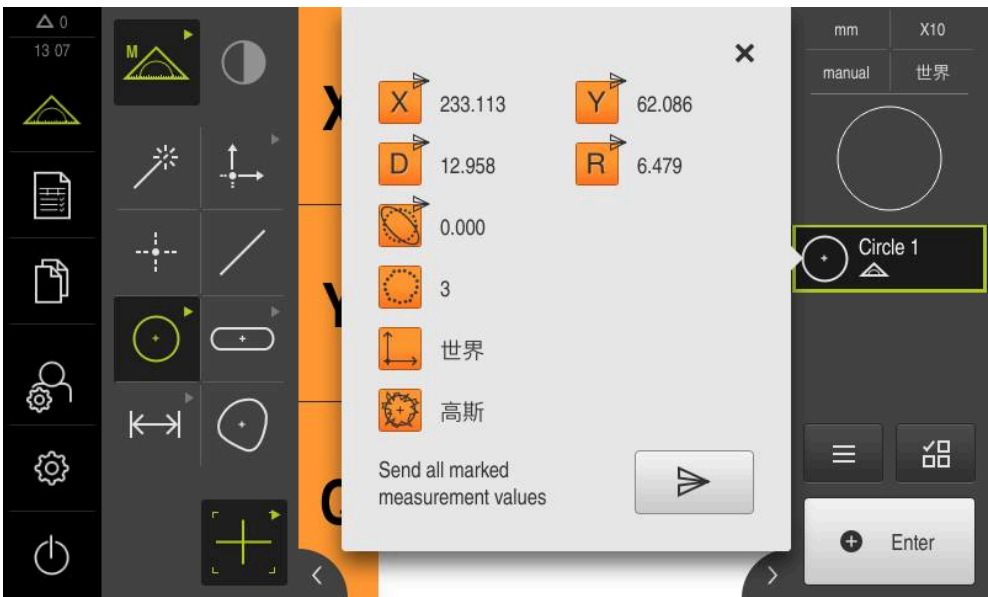 0
13 07
M
X
Y
X 233.113
Y 62.086
D 12.958
R 6.479
0.000
3
世界
高斯
Send all marked
measurement values
mm
X10
manual
世界
Circle 1
Enter